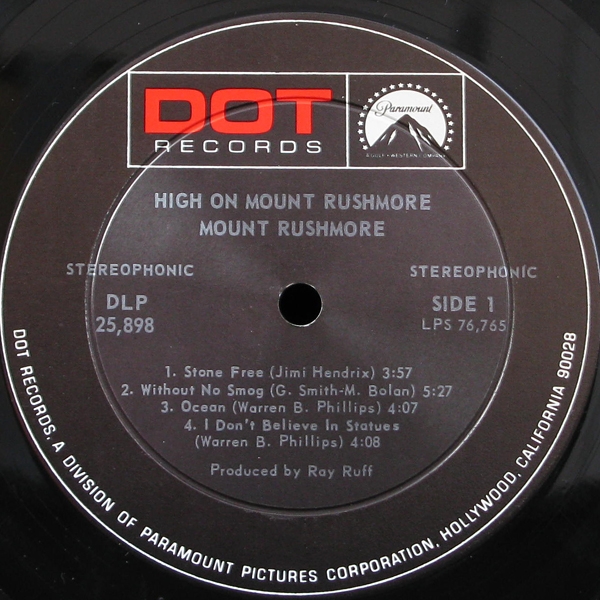 DOT
RECORDS
Paramount
A GULF + WESTERN COMPANY
HIGH ON MOUNT RUSHMORE
MOUNT RUSHMORE
STEREOPHONIC
STEREOPHONIC
DLP
25,898
SIDE 1
LPS 76,765
1. Stone Free (Jimi Hendrix) 3:57
2. Without No Smog (G. Smith-M. Bolan) 5:27
3. Ocean (Warren B. Phillips) 4:07
4. I Don't Believe In Statues
(Warren B. Phillips) 4:08
Produced by Ray Ruff
DOT RECORDS, A DIVISION OF PARAMOUNT PICTURES CORPORATION, HOLLYWOOD, CALIFORNIA 90028